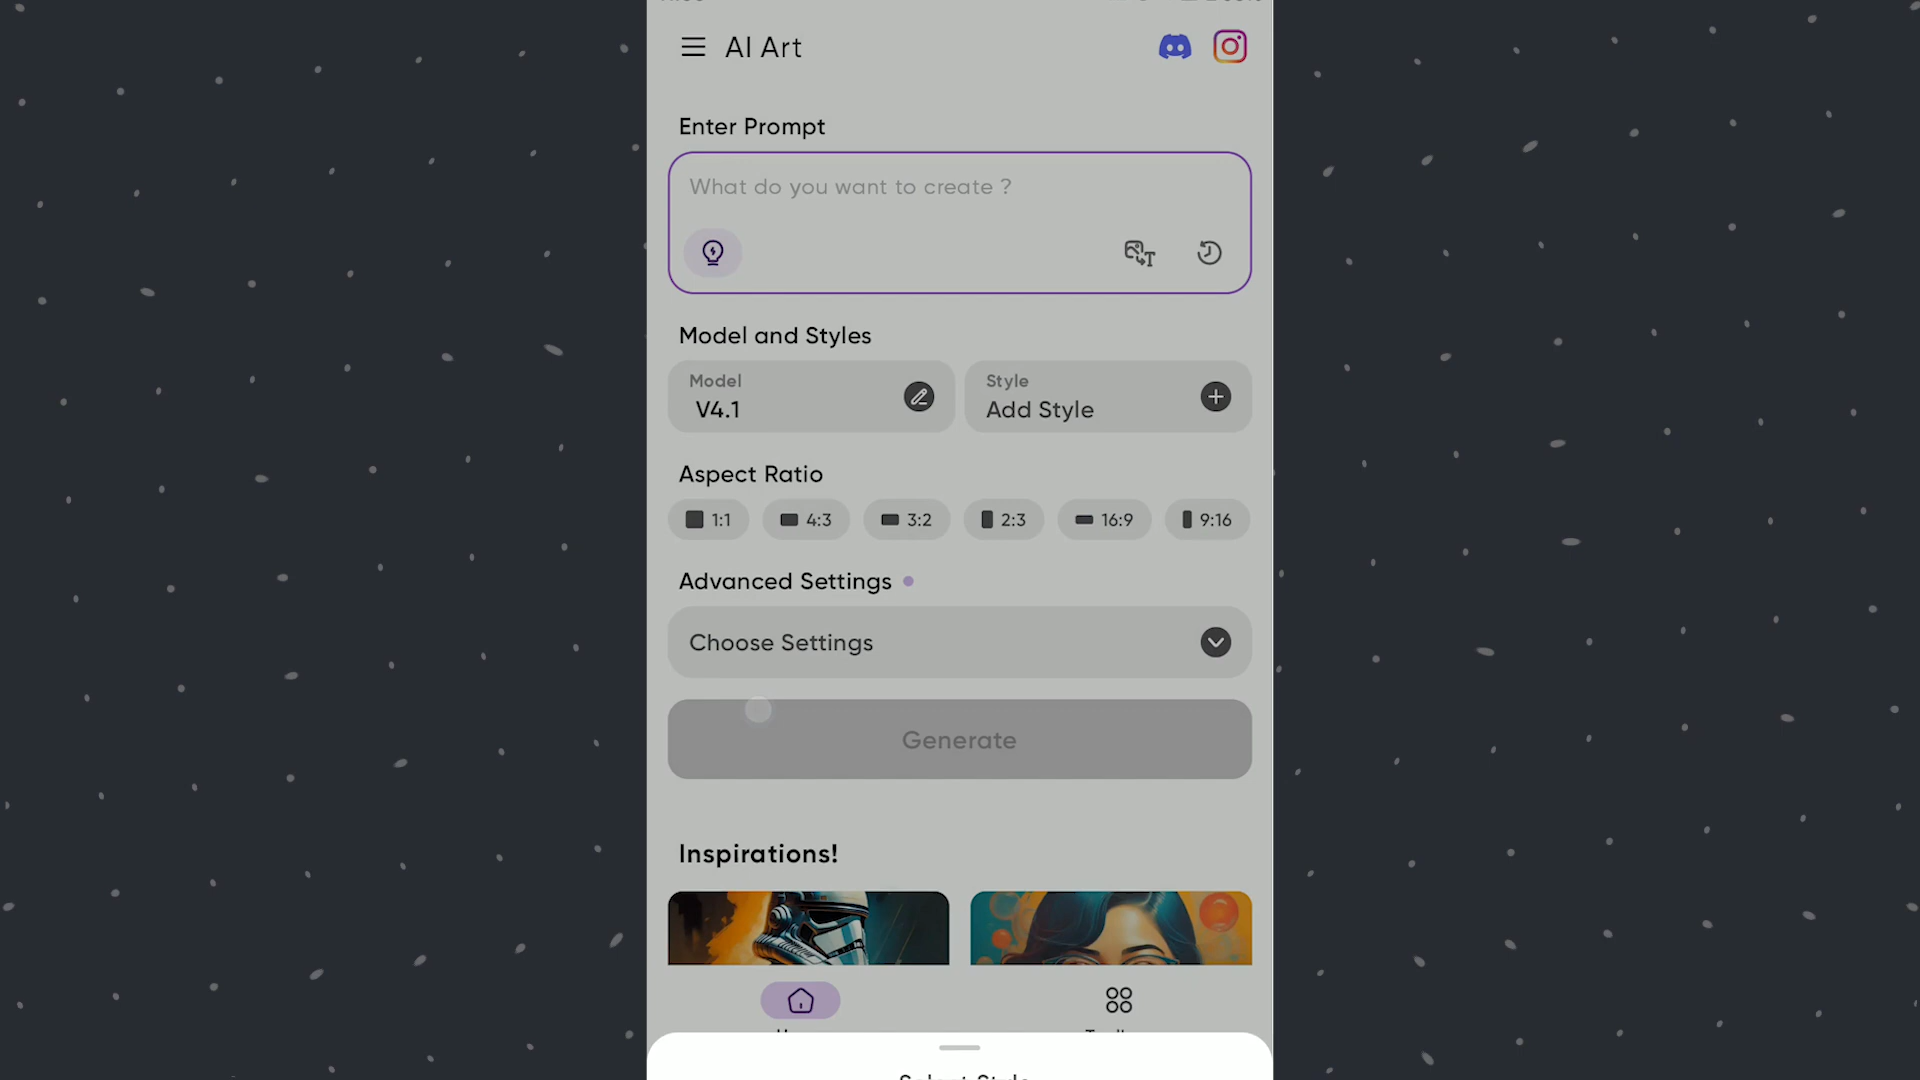 AI Art
Enter Prompt
What do you want to create ?
Model and Styles
Model
V4.1
Style
Add Style
Aspect Ratio
1:1
4:3
3:2
2:3
16:9
9:16
Advanced Settings
Choose Settings
Generate
Inspirations!